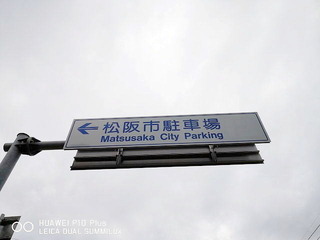 ← 松阪市駐車場
Matsusaka City Parking
HUAWEI P10 Plus
LEICA DUAL SUMMILUX